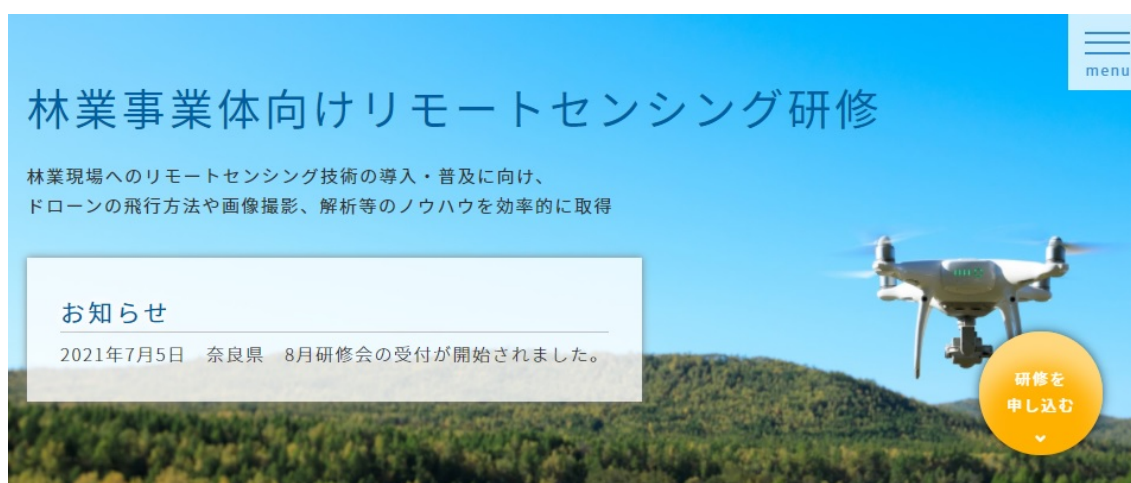 menu
林業事業体向けリモートセンシング研修
林業現場へのリモートセンシング技術の導入・普及に向け、
ドローンの飛行方法や画像撮影、解析等のノウハウを効率的に取得
お知らせ
2021年7月5日　奈良県　8月研修会の受付が開始されました。
研修を
申し込む